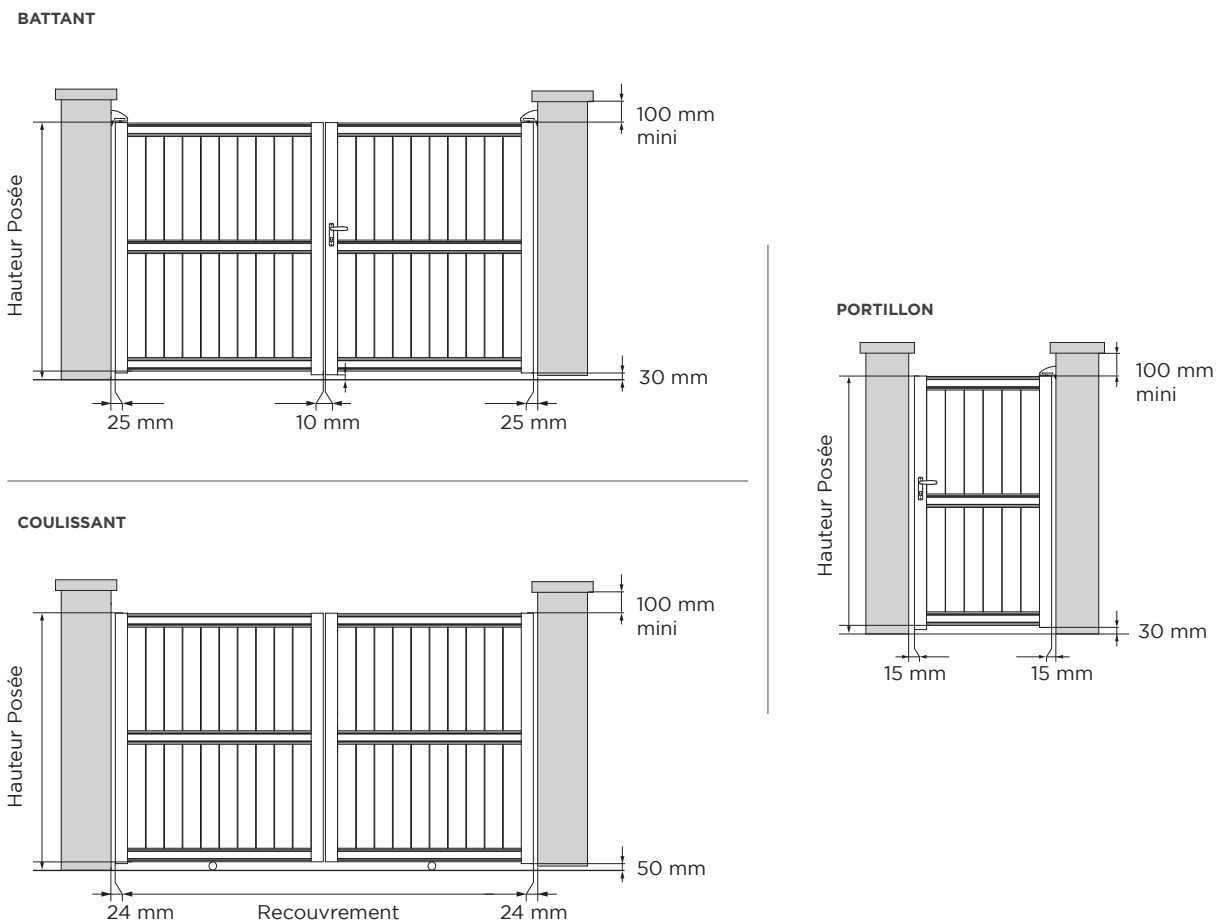 BATTANT
100 mm
mini
Hauteur Posée
30 mm
25 mm
10 mm
25 mm
PORTILLON
100 mm
mini
Hauteur Posée
30 mm
15 mm
15 mm
COULISSANT
100 mm
mini
Hauteur Posée
50 mm
24 mm
Recouvrement
24 mm